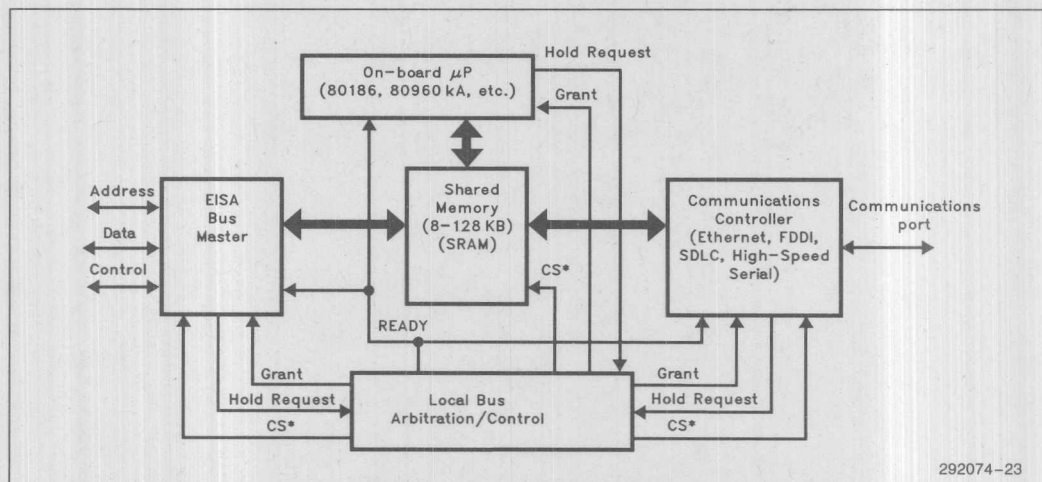 Hold Request
On-board μP
(80186, 80960 kA, etc.)
Grant
Address
Data
Control
EISA
Bus
Master
Shared
Memory
(8-128 KB)
(SRAM)
Communications
Controller
(Ethernet, FDDI,
SDLC, High-Speed
Serial)
Communications
port
CS*
READY
Grant
Hold Request
CS*
Local Bus
Arbitration/Control
Grant
Hold Request
CS*
292074-23